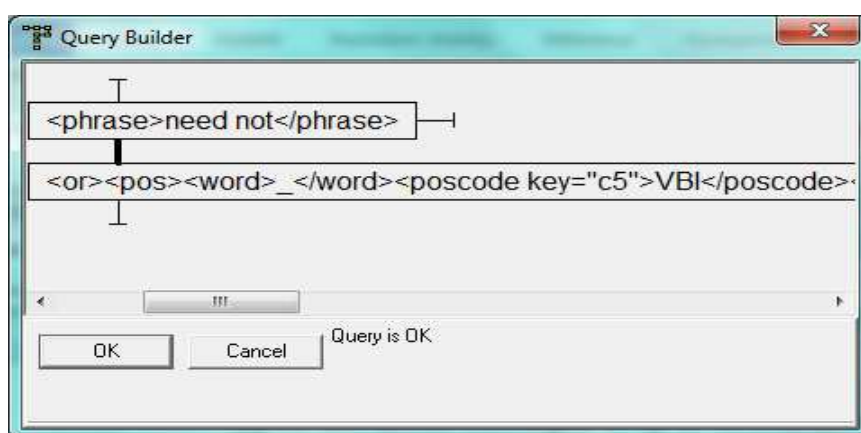 Query Builder
<phrase>need not</phrase>
<or><pos><word>_</word><poscode key="c5">VBI</poscode><
OK
Cancel
Query is OK